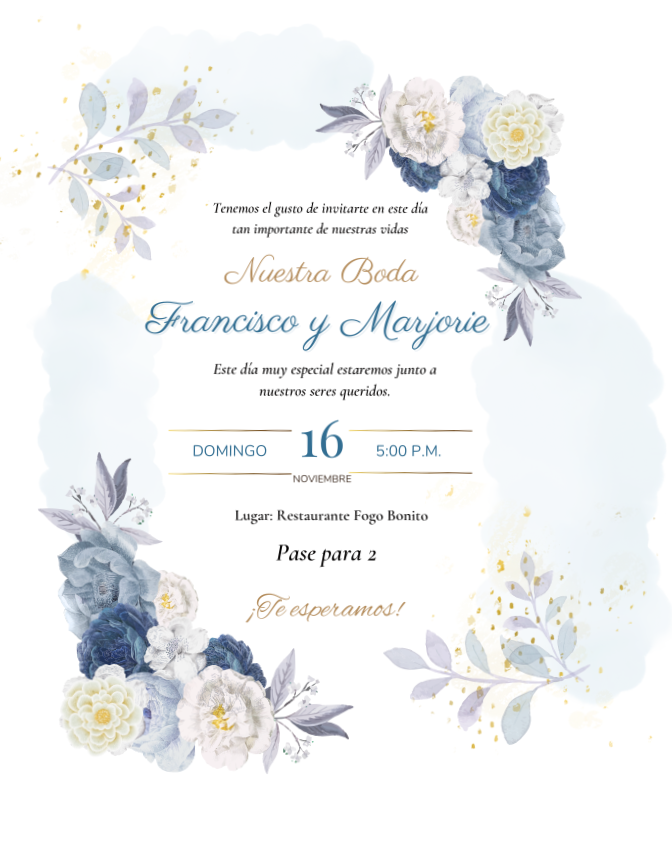 Tenemos el gusto de invitarte en este día
tan importante de nuestras vidas
Nuestra Boda
Francisco y Marjorie
Este día muy especial estaremos junto a
nuestros seres queridos.
DOMINGO 16 5:00 P.M.
NOVIEMBRE
Lugar: Restaurante Fogo Bonito
Pase para 2
¡Te esperamos!